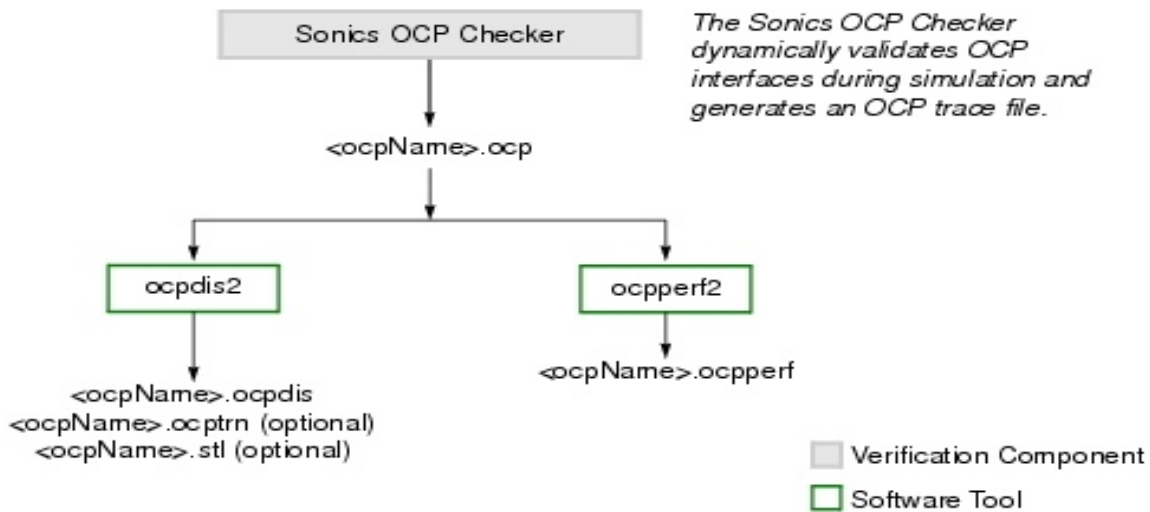 Sonics OCP Checker
The Sonics OCP Checker
dynamically validates OCP
interfaces during simulation and
generates an OCP trace file.
<ocpName>.ocp
ocpdis2
ocpperf2
<ocpName>.ocpdis
<ocpName>.ocptrn (optional)
<ocpName>.stl (optional)
<ocpName>.ocpperf
Verification Component
Software Tool